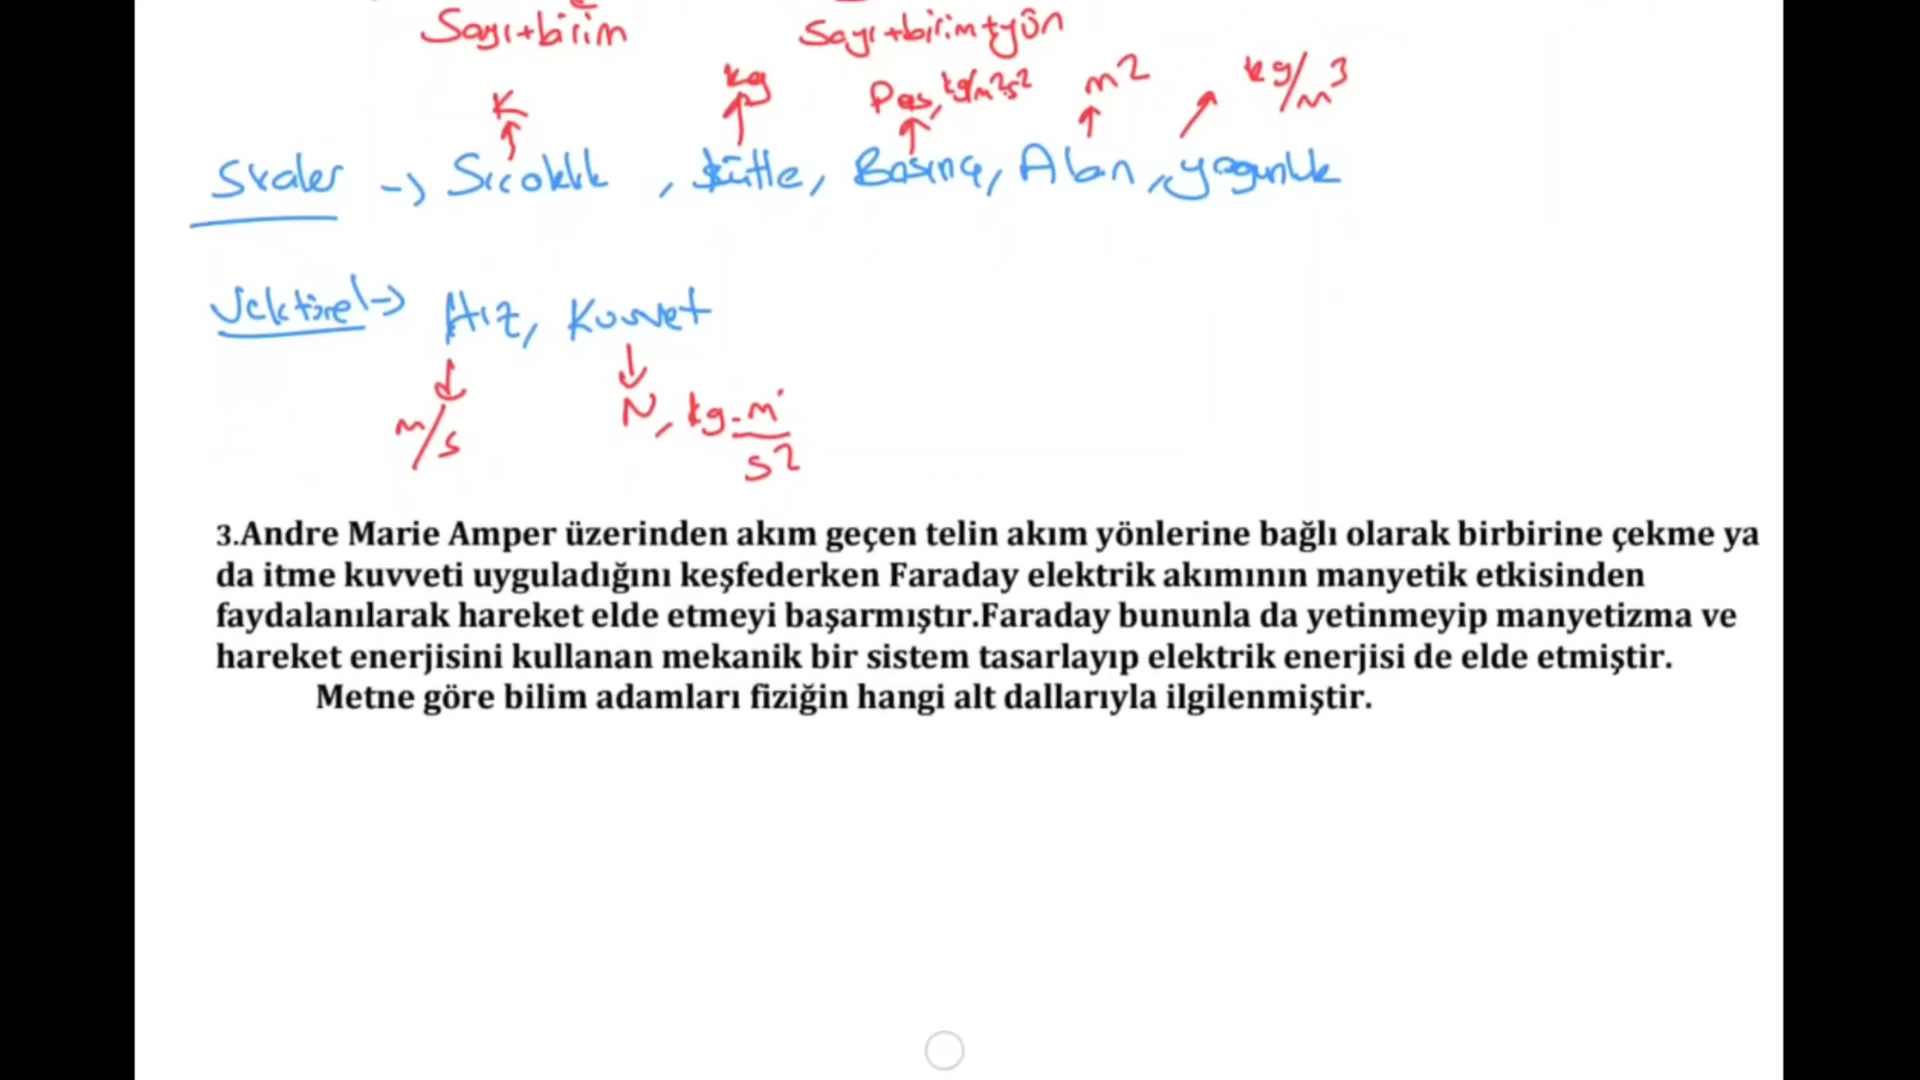 Sayı+birim Sayı+birim+yön
K kg Pas, kg/m²s² m² kg/m³
Skaler -> Sıcaklık, kütle, Basınç, Alan, yoğunluk
Vektörel -> Hız, Kuvvet
m/s N, kg.m/s²
3.Andre Marie Amper üzerinden akım geçen telin akım yönlerine bağlı olarak birbirine çekme ya
da itme kuvveti uyguladığını keşfederken Faraday elektrik akımının manyetik etkisinden
faydalanılarak hareket elde etmeyi başarmıştır.Faraday bununla da yetinmeyip manyetizma ve
hareket enerjisini kullanan mekanik bir sistem tasarlayıp elektrik enerjisi de elde etmiştir.
Metne göre bilim adamları fiziğin hangi alt dallarıyla ilgilenmiştir.